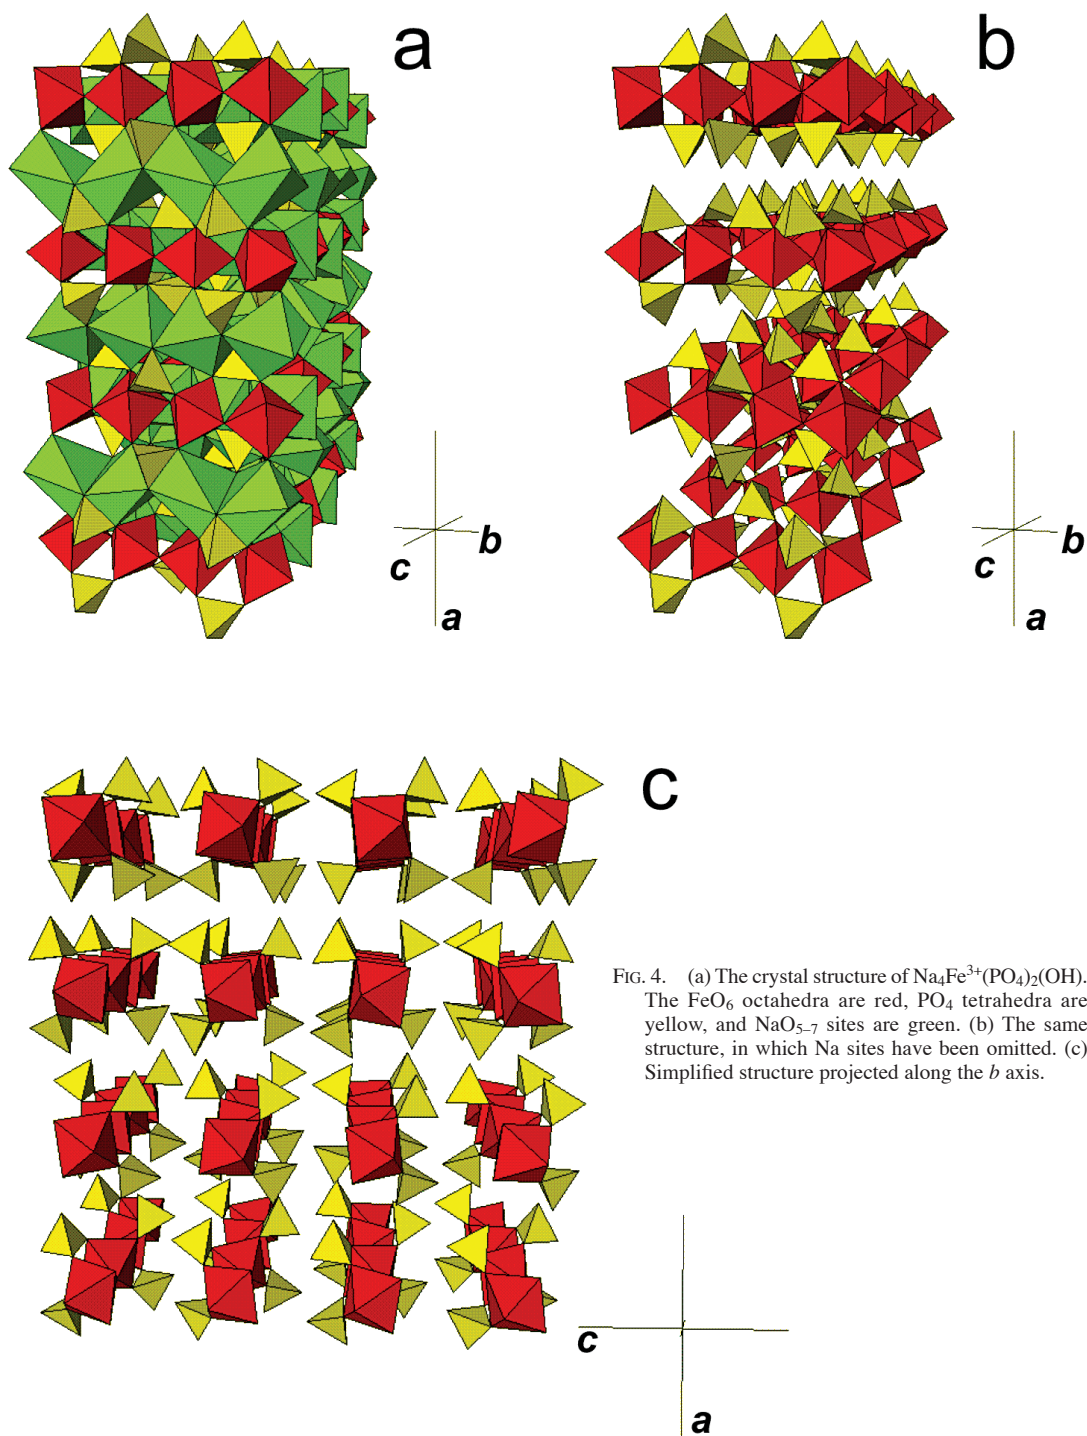 a
b
b
c
a
b
c
a
c
FIG. 4. (a) The crystal structure of Na₄Fe³⁺(PO₄)₂(OH).
The FeO₆ octahedra are red, PO₄ tetrahedra are
yellow, and NaO₅₋₇ sites are green. (b) The same
structure, in which Na sites have been omitted. (c)
Simplified structure projected along the b axis.
c
a